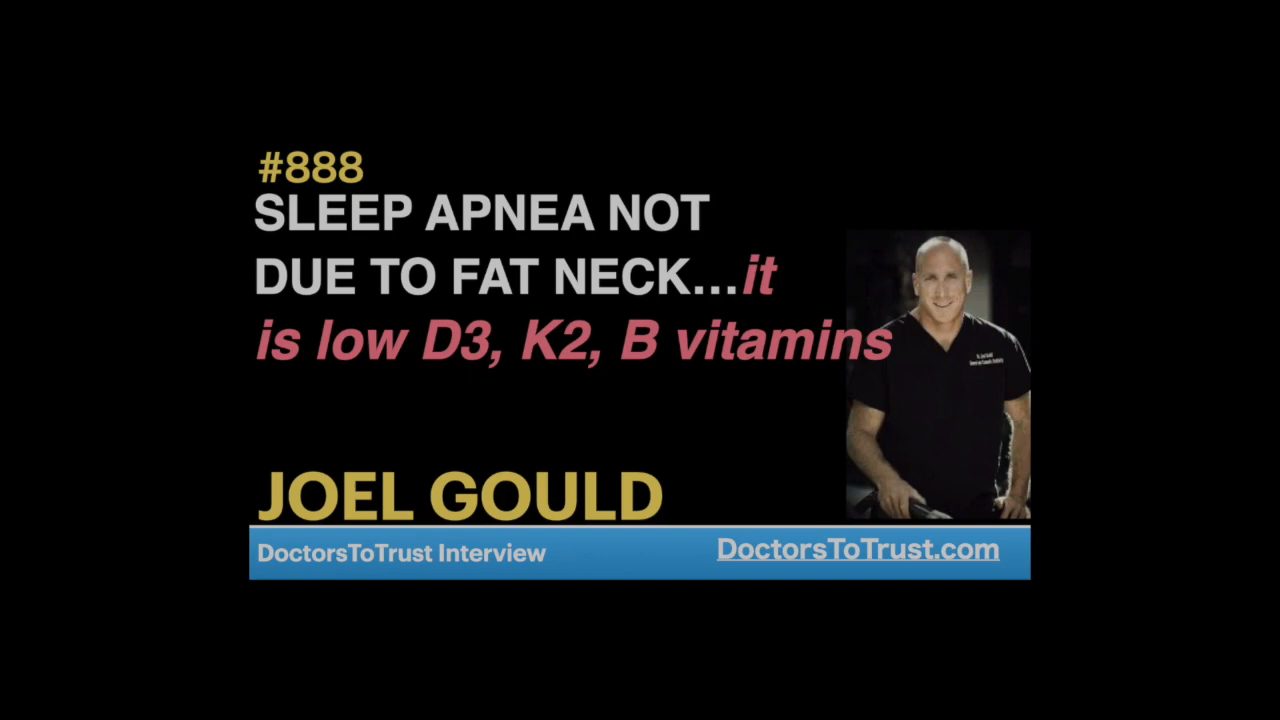 #888
SLEEP APNEA NOT
DUE TO FAT NECK...it
is low D3, K2, B vitamins
JOEL GOULD
DoctorsToTrust Interview
DoctorsToTrust.com